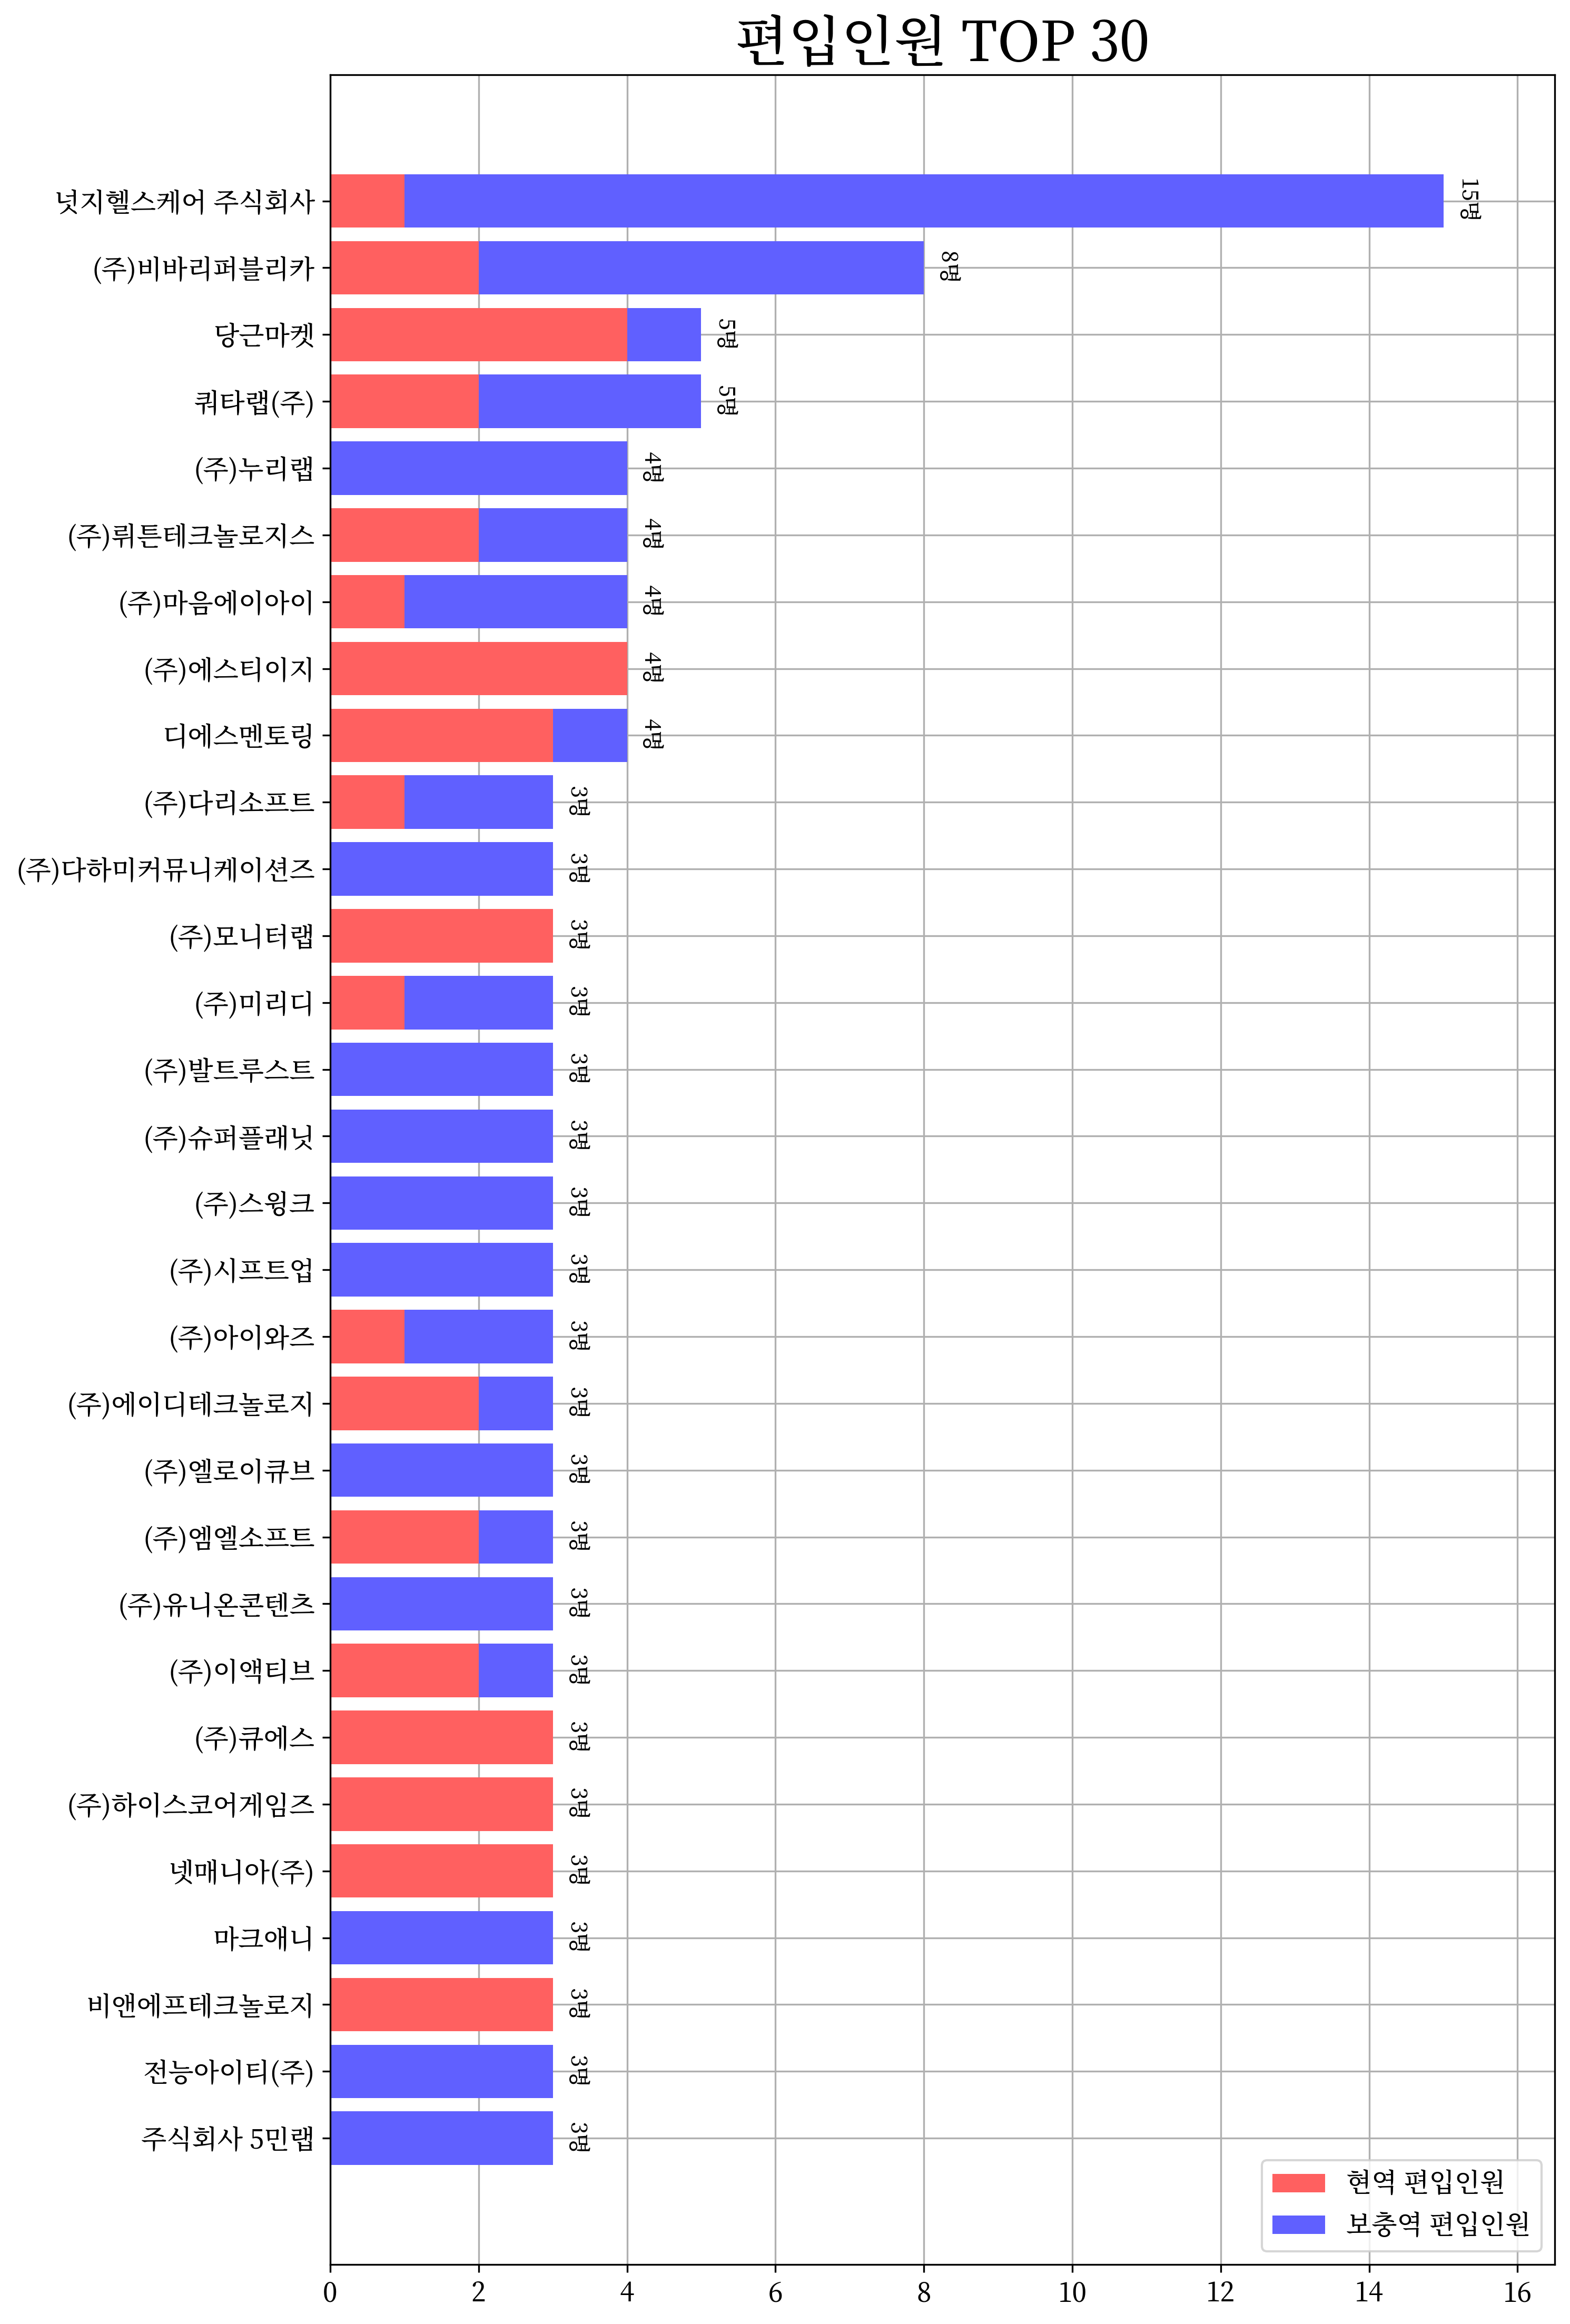 편입인원 TOP 30
넛지헬스케어 주식회사 15명
(주)비바리퍼블리카 8명
당근마켓 5명
쿼타랩(주) 5명
(주)누리랩 4명
(주)뤼튼테크놀로지스 4명
(주)마음에이아이 4명
(주)에스티이지 4명
디에스멘토링 4명
(주)다리소프트 3명
(주)다하미커뮤니케이션즈 3명
(주)모니터랩 3명
(주)미리디 3명
(주)발트루스트 3명
(주)슈퍼플래닛 3명
(주)스윙크 3명
(주)시프트업 3명
(주)아이와즈 3명
(주)에이디테크놀로지 3명
(주)엘로이큐브 3명
(주)엠엘소프트 3명
(주)유니온콘텐츠 3명
(주)이액티브 3명
(주)큐에스 3명
(주)하이스코어게임즈 3명
넷매니아(주) 3명
마크애니 3명
비앤에프테크놀로지 3명
전능아이티(주) 3명
주식회사 5민랩 3명
현역 편입인원
보충역 편입인원
0 2 4 6 8 10 12 14 16